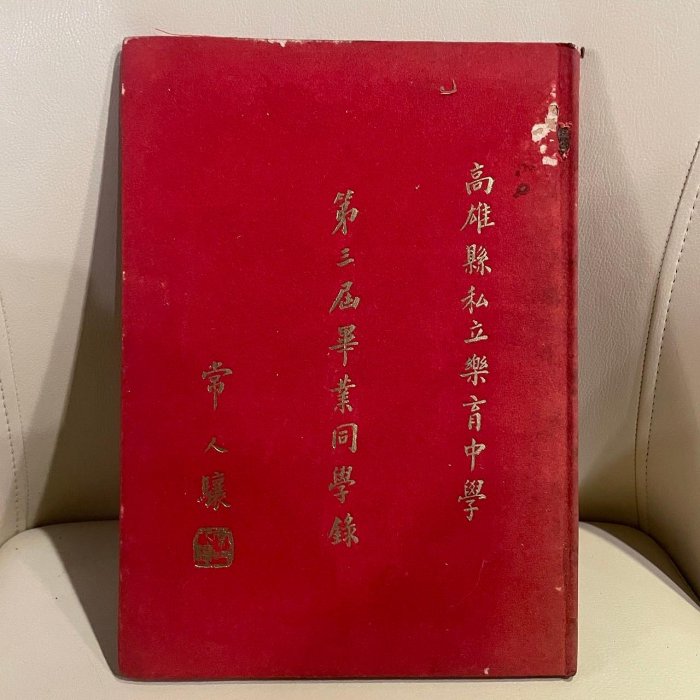 高雄縣私立樂育中學
第三屆畢業同學錄
常人驤